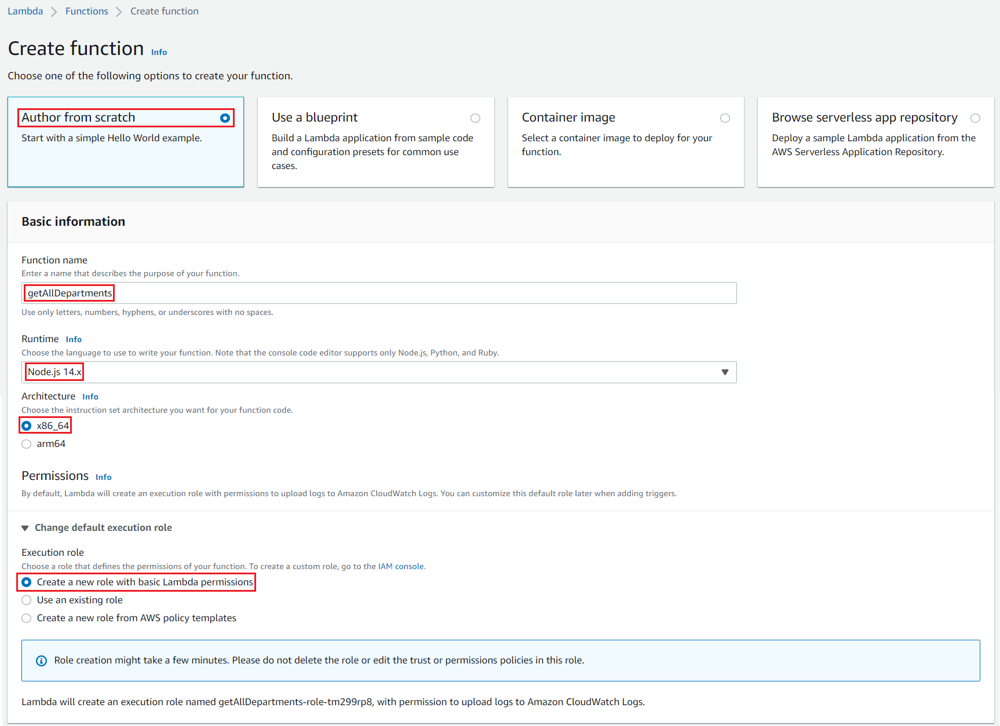 Lambda > Functions > Create function
Create function Info
Choose one of the following options to create your function.
Author from scratch
Start with a simple Hello World example.
Use a blueprint
Build a Lambda application from sample code
and configuration presets for common use
cases.
Container image
Select a container image to deploy for your
function.
Browse serverless app repository
Deploy a sample Lambda application from the
AWS Serverless Application Repository.
Basic information
Function name
Enter a name that describes the purpose of your function.
getAllDepartments
Use only letters, numbers, hyphens, or underscores with no spaces.
Runtime Info
Choose the language to use to write your function. Note that the console code editor supports only Node.js, Python, and Ruby.
Node.js 14.x
Architecture Info
Choose the instruction set architecture you want for your function code.
x86_64
arm64
Permissions Info
By default, Lambda will create an execution role with permissions to upload logs to Amazon CloudWatch Logs. You can customize this default role later when adding triggers.
Change default execution role
Execution role
Choose a role that defines the permissions of your function. To create a custom role, go to the IAM console.
Create a new role with basic Lambda permissions
Use an existing role
Create a new role from AWS policy templates
Role creation might take a few minutes. Please do not delete the role or edit the trust or permissions policies in this role.
Lambda will create an execution role named getAllDepartments-role-tm299rp8, with permission to upload logs to Amazon CloudWatch Logs.